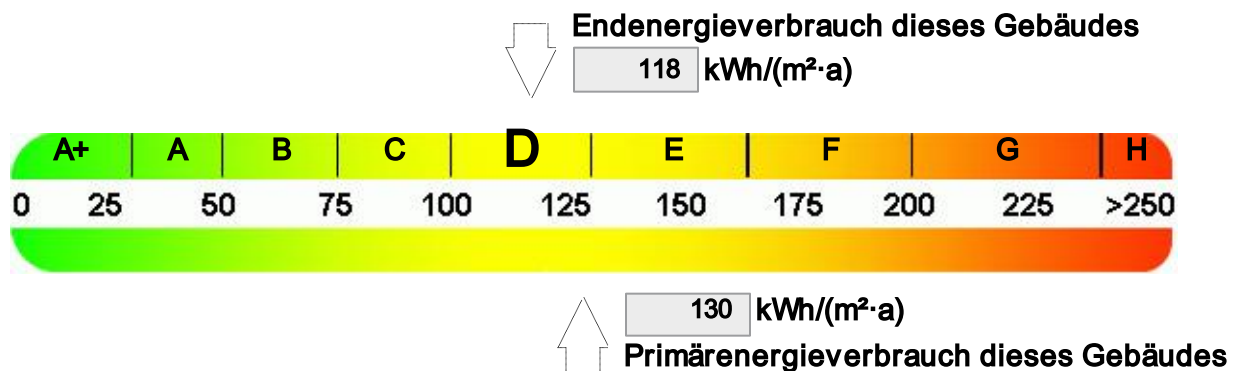 Endenergieverbrauch dieses Gebäudes
118 kWh/(m²·a)
A+ A B C D E F G H
0 25 50 75 100 125 150 175 200 225 >250
130 kWh/(m²·a)
Primärenergieverbrauch dieses Gebäudes